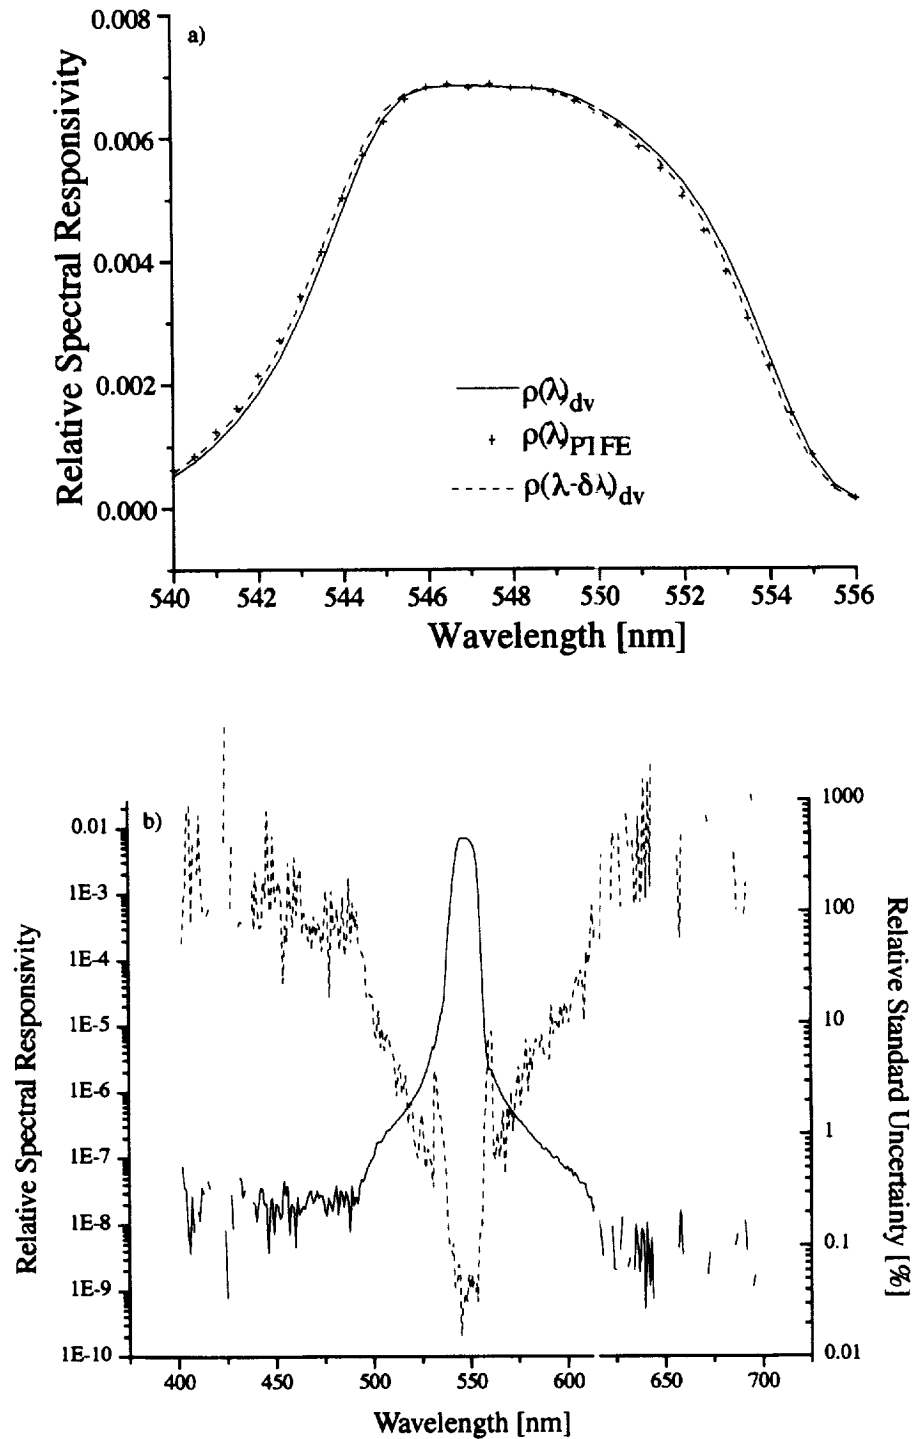 a)
0.008
0.006
0.004
0.002
0.000
Relative Spectral Responsivity
ρ(λ)dv
ρ(λ)PTFE
ρ(λ-δλ)dv
540 542 544 546 548 550 552 554 556
Wavelength [nm]
b)
0.01
1E-3
1E-4
1E-5
1E-6
1E-7
1E-8
1E-9
1E-10
Relative Spectral Responsivity
1000
100
10
1
0.1
0.01
Relative Standard Uncertainty [%]
400 450 500 550 600 650 700
Wavelength [nm]